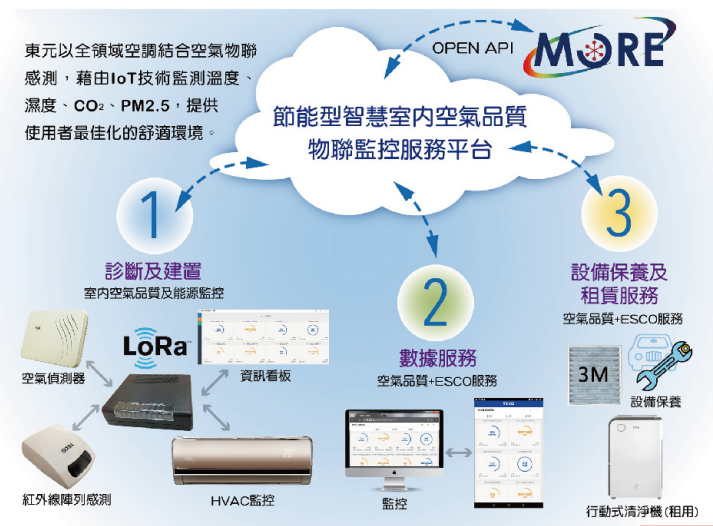 東元以全領域空調結合空氣物聯
感測，藉由IoT技術監測溫度、
濕度、CO₂、PM2.5，提供
使用者最佳化的舒適環境。
OPEN API
MORE
節能型智慧室內空氣品質
物聯監控服務平台
1
診斷及建置
室內空氣品質及能源監控
空氣偵測器
LoRa
資訊看板
紅外線陣列感測
TECO
HVAC監控
2
數據服務
空氣品質+ESCO服務
監控
TECO
3
設備保養及
租賃服務
空氣品質+ESCO服務
3M
設備保養
行動式清淨機(租用)